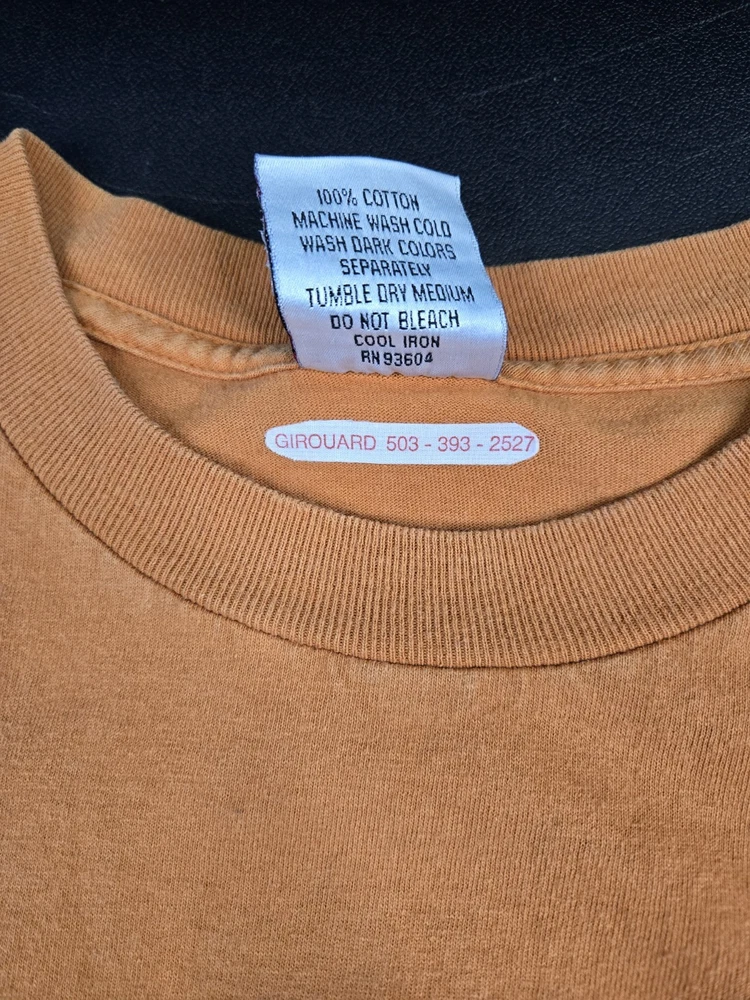 100% COTTON
MACHINE WASH COLD
WASH DARK COLORS
SEPARATELY
TUMBLE DRY MEDIUM
DO NOT BLEACH
COOL IRON
RN93604
GIROUARD 503 - 393 - 2527